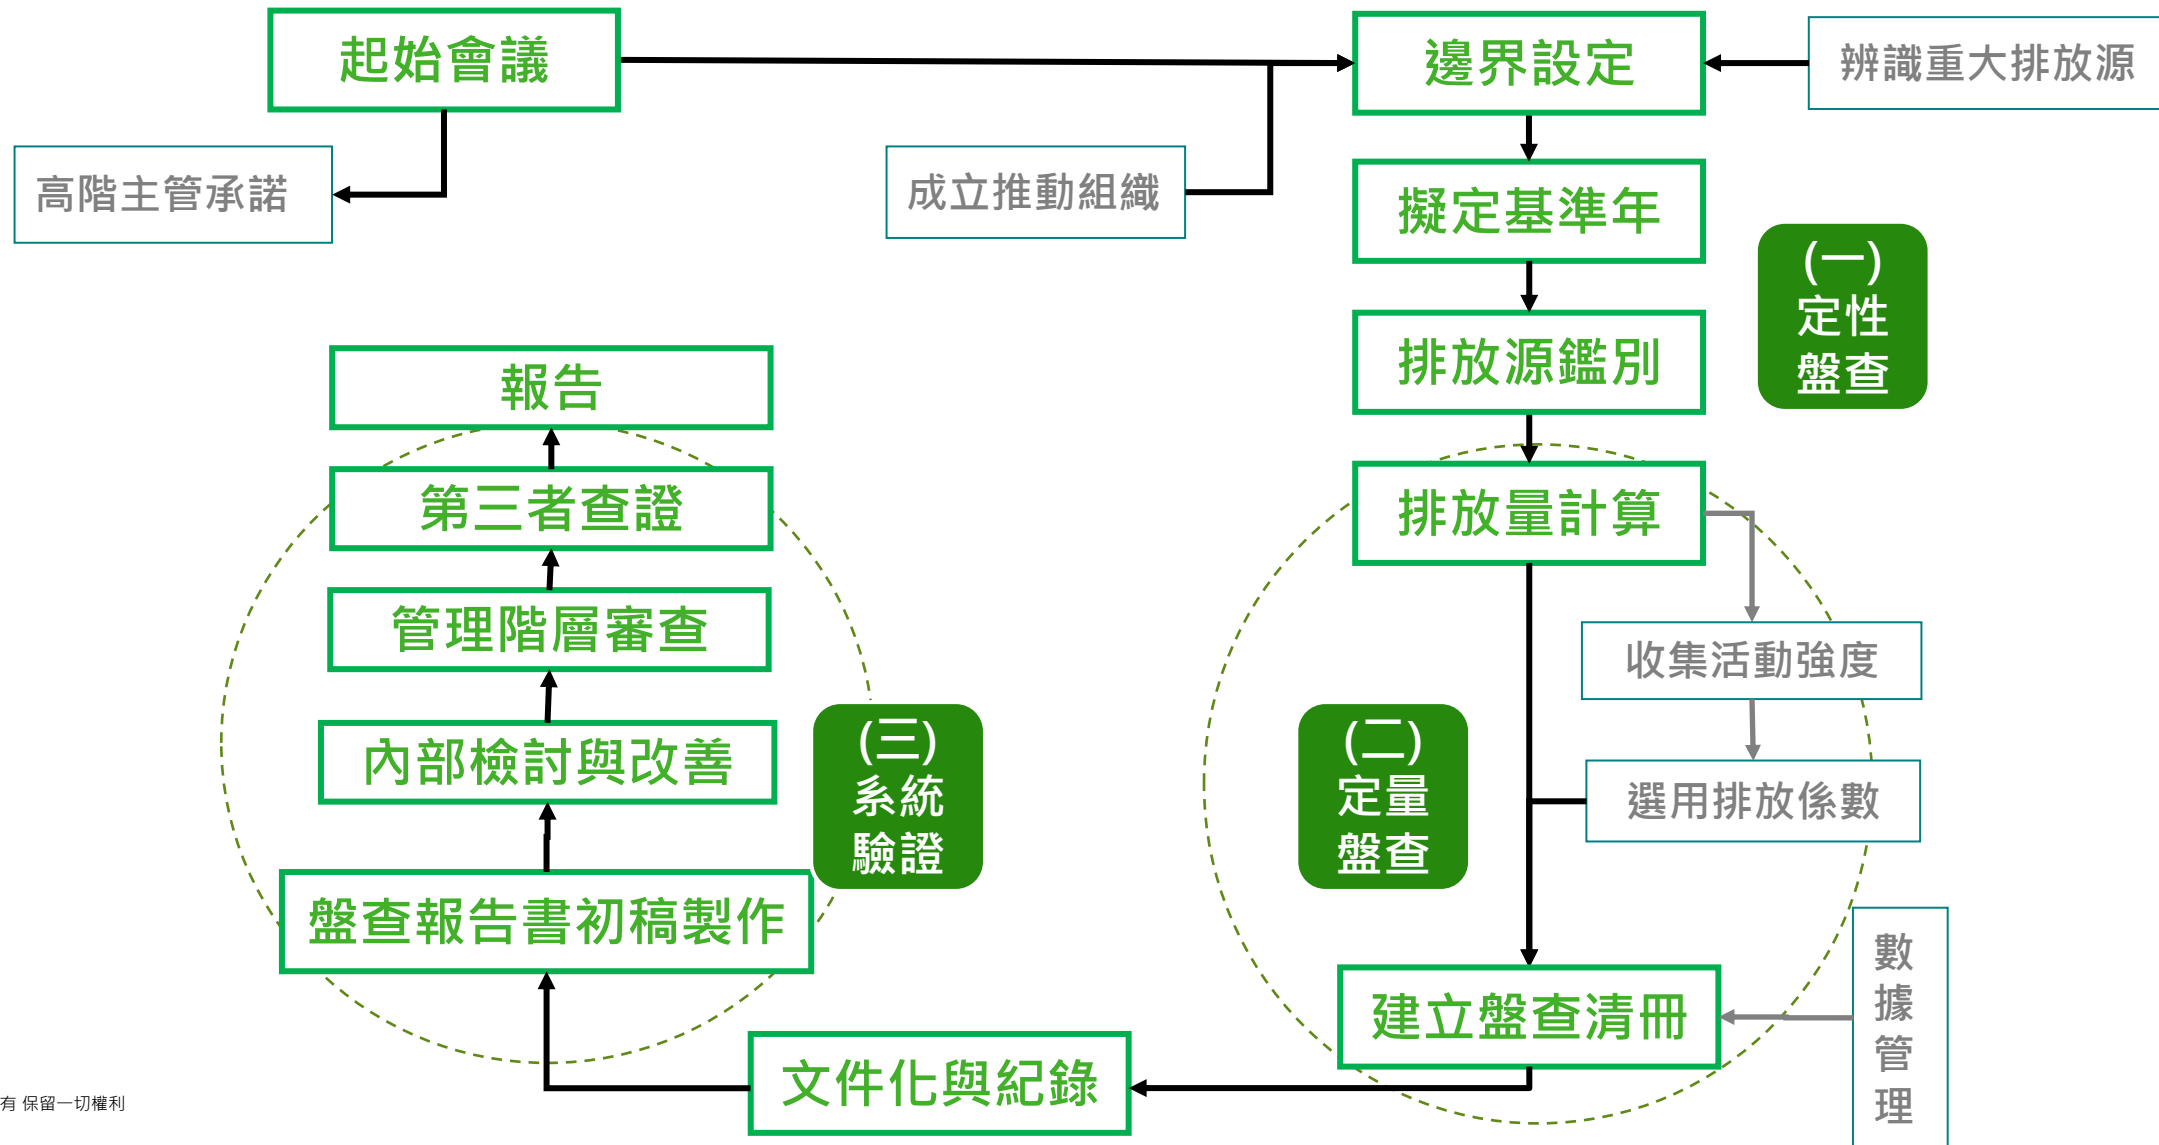 起始會議
邊界設定
辨識重大排放源
高階主管承諾
成立推動組織
擬定基準年
(一)
定性
盤查
排放源鑑別
報告
排放量計算
第三者查證
管理階層審查
收集活動強度
內部檢討與改善
(三)
系統
驗證
(二)
定量
盤查
選用排放係數
盤查報告書初稿製作
數
據
管
理
建立盤查清冊
文件化與紀錄
有 保留一切權利